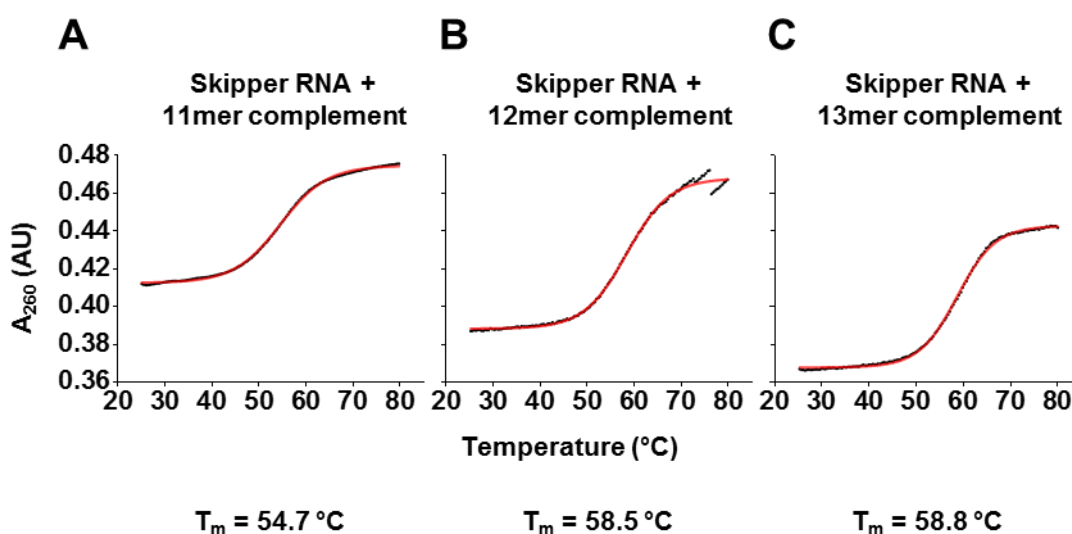 A
B
C
Skipper RNA +
11mer complement
Skipper RNA +
12mer complement
Skipper RNA +
13mer complement
A260 (AU)
0.48
0.46
0.44
0.42
0.40
0.38
0.36
20 30 40 50 60 70 80
20 30 40 50 60 70 80
20 30 40 50 60 70 80
Temperature (°C)
Tm = 54.7 °C
Tm = 58.5 °C
Tm = 58.8 °C